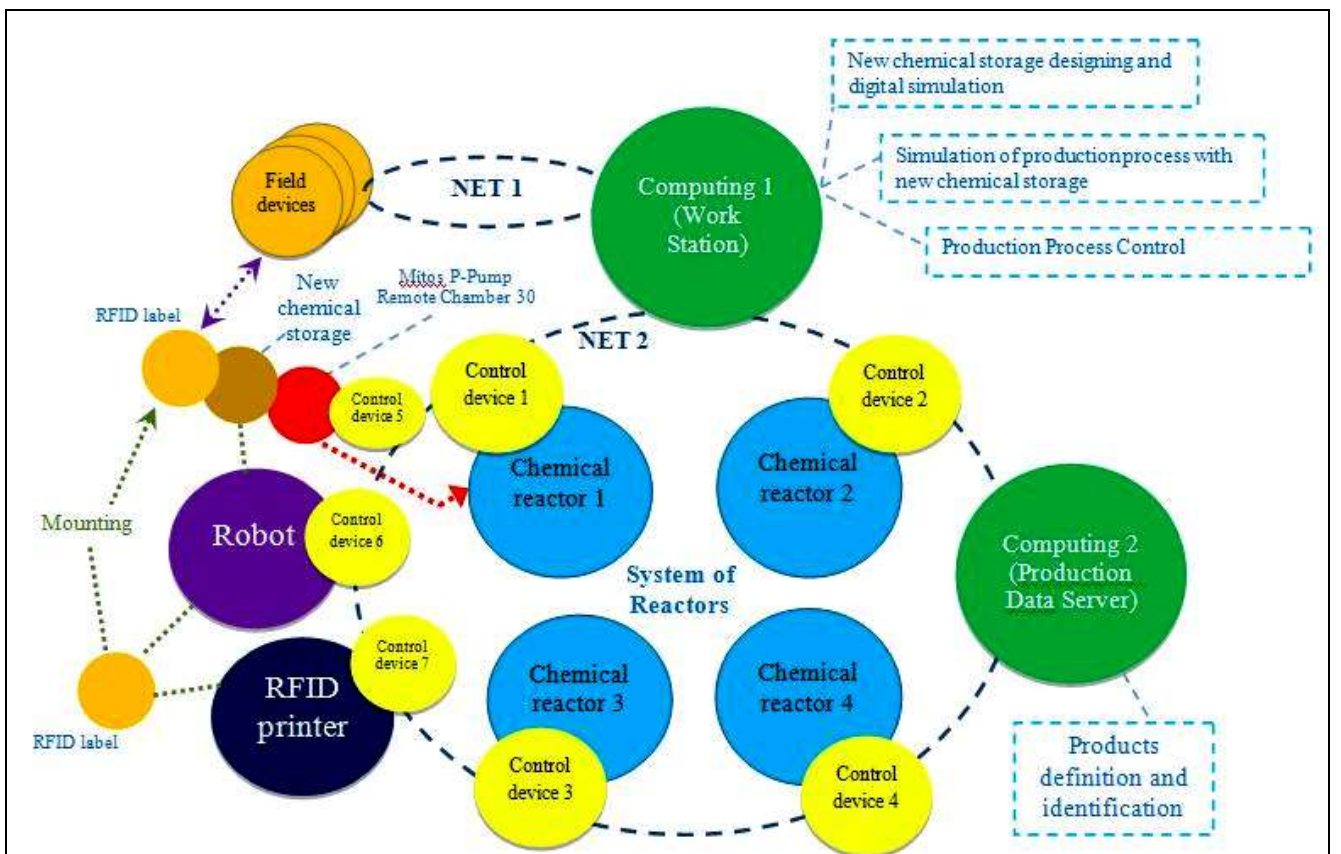 New chemical storage designing and
digital simulation
Simulation of production process with
new chemical storage
Production Process Control
Computing 1
(Work
Station)
NET 1
Field
devices
New
chemical
storage
Mitos P-Pump
Remote Chamber 30
RFID label
NET 2
Control
device 1
Control
device 2
Control
device 5
Chemical
reactor 1
Chemical
reactor 2
Mounting
Robot
Control
device 6
System of
Reactors
Computing 2
(Production
Data Server)
Control
device 7
RFID
printer
RFID label
Chemical
reactor 3
Chemical
reactor 4
Control
device 3
Control
device 4
Products
definition and
identification